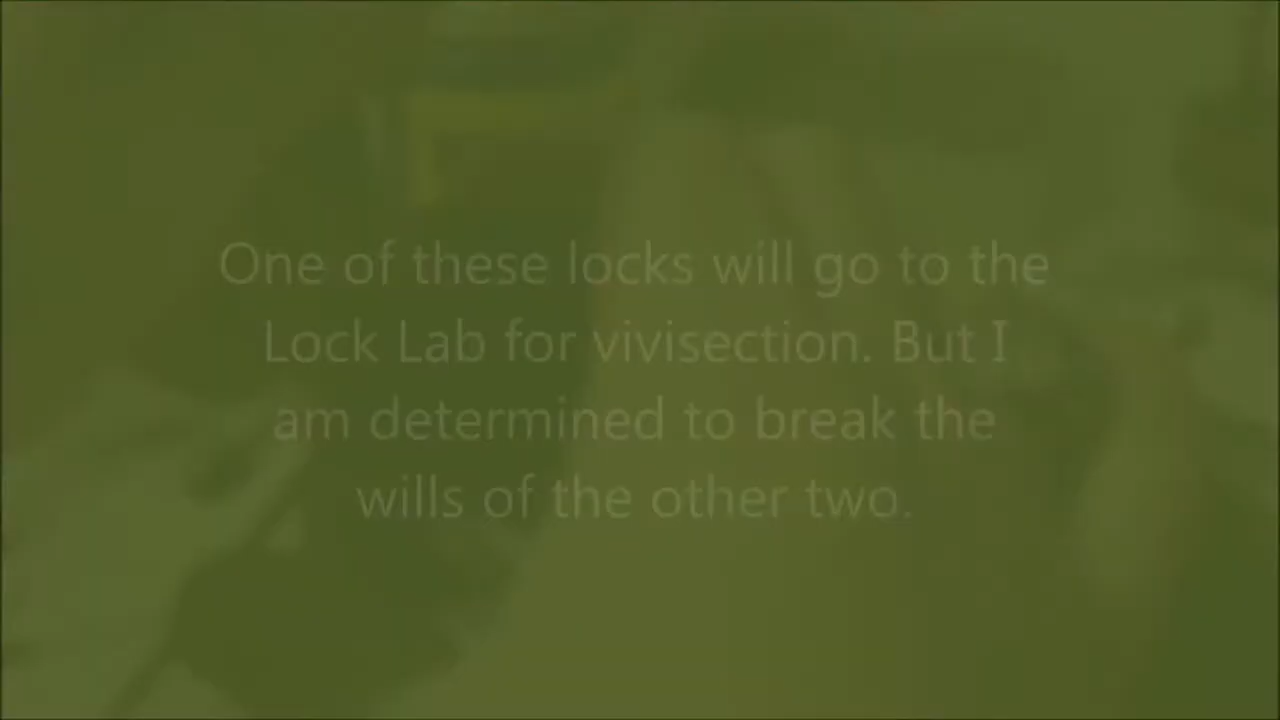 One of these locks will go to the
Lock Lab for vivisection. But I
am determined to break the
wills of the other two.